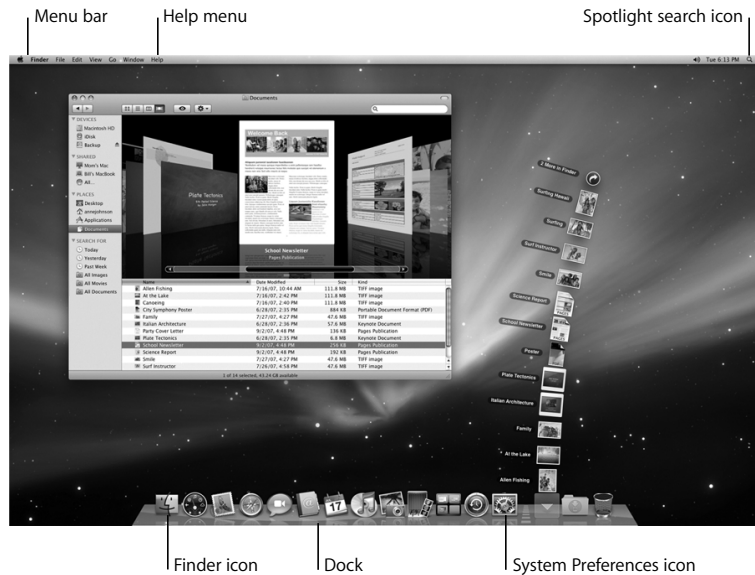 Menu bar
Help menu
Spotlight search icon
Finder File Edit View Go Window Help
Tue 6:13 PM
Documents
DEVICES
Macintosh HD
iDisk
Backup
SHARED
Mom's Mac
Bill's MacBook
All...
PLACES
Desktop
annejohnson
Applications
Documents
SEARCH FOR
Today
Yesterday
Past Week
All Images
All Movies
All Documents
Plate Tectonics
Welcome Back
School Newsletter
Pages Publication
Name Date Modified Size Kind
Allen Fishing 7/16/07, 10:44 AM 111.8 MB TIFF image
At the Lake 7/16/07, 2:42 PM 111.8 MB TIFF image
Canoeing 7/16/07, 2:40 PM 111.8 MB TIFF image
City Symphony Poster 6/28/07, 2:35 PM 884 KB Portable Document Format (PDF)
Family 7/27/07, 4:27 PM 47.6 MB TIFF image
Italian Architecture 6/28/07, 2:36 PM 57.6 MB Keynote Document
Party Cover Letter 9/2/07, 4:48 PM 136 KB Pages Publication
Plate Tectonics 6/28/07, 2:35 PM 6.8 MB Keynote Document
School Newsletter 9/2/07, 4:48 PM 256 KB Pages Publication
Science Report 9/2/07, 4:48 PM 192 KB Pages Publication
Smile 7/27/07, 4:27 PM 47.6 MB TIFF image
Surf Instructor 7/26/07, 4:58 PM 47.6 MB TIFF image
1 of 14 selected, 43.24 GB available
2 More in Finder
Surfing Hawaii
Surfing
Surf Instructor
Smile
Science Report
School Newsletter
Poster
Plate Tectonics
Italian Architecture
Family
At the Lake
Allen Fishing
17
Finder icon
Dock
System Preferences icon